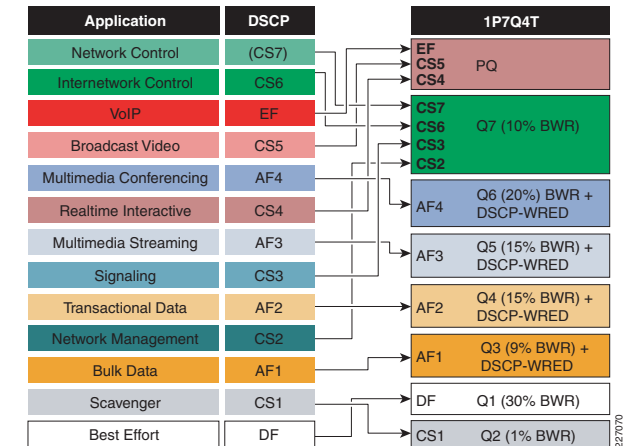 Application DSCP 1P7Q4T
Network Control (CS7)
Internetwork Control CS6
VoIP EF
Broadcast Video CS5
Multimedia Conferencing AF4
Realtime Interactive CS4
Multimedia Streaming AF3
Signaling CS3
Transactional Data AF2
Network Management CS2
Bulk Data AF1
Scavenger CS1
Best Effort DF
EF
CS5 PQ
CS4
CS7
CS6 Q7 (10% BWR)
CS3
CS2
AF4 Q6 (20%) BWR +
DSCP-WRED
AF3 Q5 (15% BWR) +
DSCP-WRED
AF2 Q4 (15% BWR) +
DSCP-WRED
AF1 Q3 (9% BWR) +
DSCP-WRED
DF Q1 (30% BWR)
CS1 Q2 (1% BWR)
227070